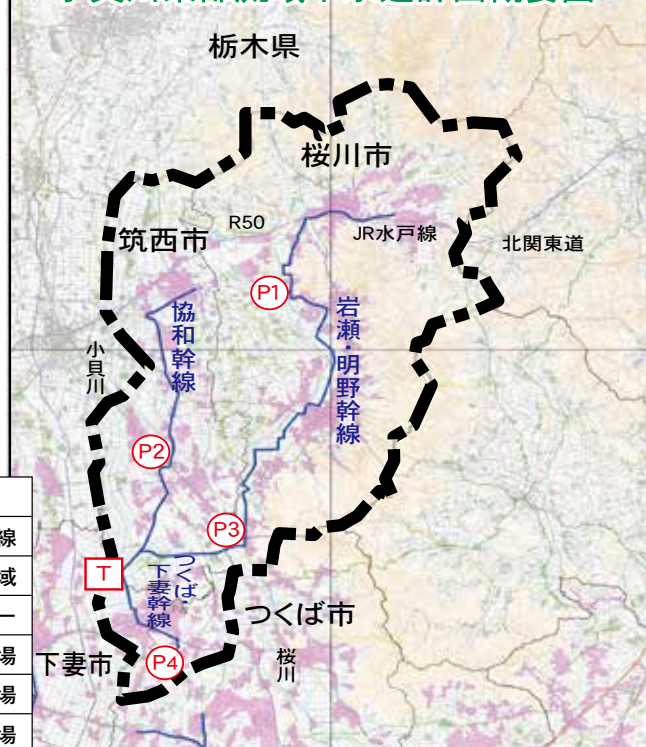 栃木県
桜川市
R50
JR水戸線
筑西市
北関東道
P1
協和幹線
岩瀬・明野幹線
小貝川
P2
P3
線
域
T
ー
つくば・
下妻幹線
つくば市
場
下妻市
P4
桜川
場
場